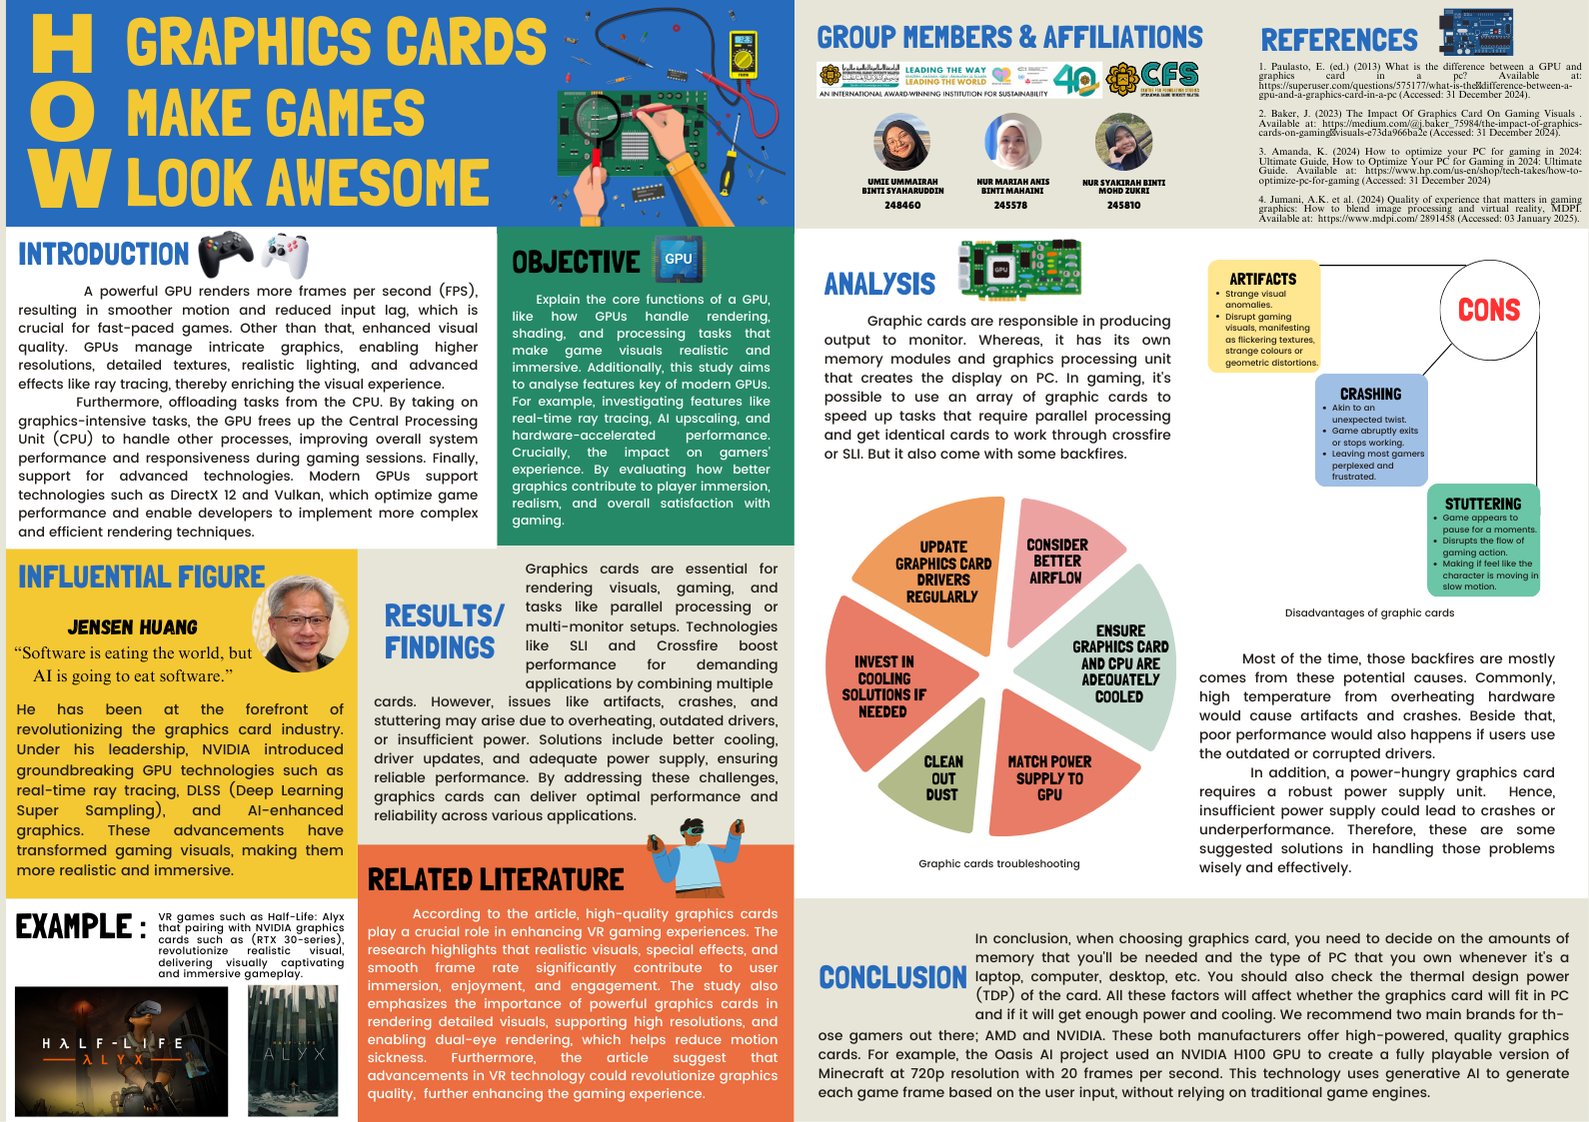 HOW
GRAPHICS CARDS
MAKE GAMES
LOOK AWESOME
INTRODUCTION
A powerful GPU renders more frames per second (FPS),
resulting in smoother motion and reduced input lag, which is
crucial for fast-paced games. Other than that, enhanced visual
quality. GPUs manage intricate graphics, enabling higher
resolutions, detailed textures, realistic lighting, and advanced
effects like ray tracing, thereby enriching the visual experience.
Furthermore, offloading tasks from the CPU. By taking on
graphics-intensive tasks, the GPU frees up the Central Processing
Unit (CPU) to handle other processes, improving overall system
performance and responsiveness during gaming sessions. Finally,
support for advanced technologies. Modern GPUs support
technologies such as DirectX 12 and Vulkan, which optimize game
performance and enable developers to implement more complex
and efficient rendering techniques.
OBJECTIVE
GPU
Explain the core functions of a GPU,
like how GPUs handle rendering,
shading, and processing tasks that
make game visuals realistic and
immersive. Additionally, this study aims
to analyse features key of modern GPUs.
For example, investigating features like
real-time ray tracing, AI upscaling, and
hardware-accelerated performance.
Crucially, the impact on gamers'
experience. By evaluating how better
graphics contribute to player immersion,
realism, and overall satisfaction with
gaming.
INFLUENTIAL FIGURE
JENSEN HUANG
“Software is eating the world, but
AI is going to eat software.”
He has been at the forefront of
revolutionizing the graphics card industry.
Under his leadership, NVIDIA introduced
groundbreaking GPU technologies such as
real-time ray tracing, DLSS (Deep Learning
Super Sampling), and AI-enhanced
graphics. These advancements have
transformed gaming visuals, making them
more realistic and immersive.
RESULTS/
FINDINGS
Graphics cards are essential for
rendering visuals, gaming, and
tasks like parallel processing or
multi-monitor setups. Technologies
like SLI and Crossfire boost
performance for demanding
applications by combining multiple
cards. However, issues like artifacts, crashes, and
stuttering may arise due to overheating, outdated drivers,
or insufficient power. Solutions include better cooling,
driver updates, and adequate power supply, ensuring
reliable performance. By addressing these challenges,
graphics cards can deliver optimal performance and
reliability across various applications.
EXAMPLE :
VR games such as Half-Life: Alyx
that pairing with NVIDIA graphics
cards such as (RTX 30-series),
revolutionize realistic visual,
delivering visually captivating
and immersive gameplay.
HALF-LIFE
ALYX
HALF-LIFE
ALYX
RELATED LITERATURE
According to the article, high-quality graphics cards
play a crucial role in enhancing VR gaming experiences. The
research highlights that realistic visuals, special effects, and
smooth frame rate significantly contribute to user
immersion, enjoyment, and engagement. The study also
emphasizes the importance of powerful graphics cards in
rendering detailed visuals, supporting high resolutions, and
enabling dual-eye rendering, which helps reduce motion
sickness. Furthermore, the article suggest that
advancements in VR technology could revolutionize graphics
quality, further enhancing the gaming experience.
GROUP MEMBERS & AFFILIATIONS
LEADING THE WAY
LEADING THE WORLD
AN INTERNATIONAL AWARD-WINNING INSTITUTION FOR SUSTAINABILITY
40
CFS
UMIE UMMAIRAH
BINTI SYAHARUDDIN
248460
NUR MARIAH ANIS
BINTI MAHAINI
245578
NUR SYAKIRAH BINTI
MOHD ZUKRI
245810
REFERENCES
1. Paulasto, E. (ed.) (2013) What is the difference between a GPU and
graphics card in a pc? Available at:
https://superuser.com/questions/575177/what-is-the-difference-between-a-
gpu-and-a-graphics-card-in-a-pc (Accessed: 31 December 2024).
2. Baker, J. (2023) The Impact Of Graphics Card On Gaming Visuals .
Available at: https://medium.com/@j.baker_75984/the-impact-of-graphics-
cards-on-gaming-visuals-e73da966ba2e (Accessed: 31 December 2024).
3. Amanda, K. (2024) How to optimize your PC for gaming in 2024:
Ultimate Guide, How to Optimize Your PC for Gaming in 2024: Ultimate
Guide. Available at: https://www.hp.com/us-en/shop/tech-takes/how-to-
optimize-pc-for-gaming (Accessed: 31 December 2024)
4. Jumani, A.K. et al. (2024) Quality of experience that matters in gaming
graphics: How to blend image processing and virtual reality, MDPI.
Available at: https://www.mdpi.com/ 2891458 (Accessed: 03 January 2025).
ANALYSIS
GPU
Graphic cards are responsible in producing
output to monitor. Whereas, it has its own
memory modules and graphics processing unit
that creates the display on PC. In gaming, it's
possible to use an array of graphic cards to
speed up tasks that require parallel processing
and get identical cards to work through crossfire
or SLI. But it also come with some backfires.
UPDATE
GRAPHICS CARD
DRIVERS
REGULARLY
CONSIDER
BETTER
AIRFLOW
ENSURE
GRAPHICS CARD
AND CPU ARE
ADEQUATELY
COOLED
MATCH POWER
SUPPLY TO
GPU
CLEAN
OUT
DUST
INVEST IN
COOLING
SOLUTIONS IF
NEEDED
Graphic cards troubleshooting
CONS
ARTIFACTS
• Strange visual
anomalies.
• Disrupt gaming
visuals, manifesting
as flickering textures,
strange colours or
geometric distortions.
CRASHING
• Akin to an
unexpected twist.
• Game abruptly exits
or stops working.
• Leaving most gamers
perplexed and
frustrated.
STUTTERING
• Game appears to
pause for a moments.
• Disrupts the flow of
gaming action.
• Making if feel like the
character is moving in
slow motion.
Disadvantages of graphic cards
Most of the time, those backfires are mostly
comes from these potential causes. Commonly,
high temperature from overheating hardware
would cause artifacts and crashes. Beside that,
poor performance would also happens if users use
the outdated or corrupted drivers.
In addition, a power-hungry graphics card
requires a robust power supply unit. Hence,
insufficient power supply could lead to crashes or
underperformance. Therefore, these are some
suggested solutions in handling those problems
wisely and effectively.
CONCLUSION
In conclusion, when choosing graphics card, you need to decide on the amounts of
memory that you'll be needed and the type of PC that you own whenever it's a
laptop, computer, desktop, etc. You should also check the thermal design power
(TDP) of the card. All these factors will affect whether the graphics card will fit in PC
and if it will get enough power and cooling. We recommend two main brands for th-
ose gamers out there; AMD and NVIDIA. These both manufacturers offer high-powered, quality graphics
cards. For example, the Oasis AI project used an NVIDIA H100 GPU to create a fully playable version of
Minecraft at 720p resolution with 20 frames per second. This technology uses generative AI to generate
each game frame based on the user input, without relying on traditional game engines.